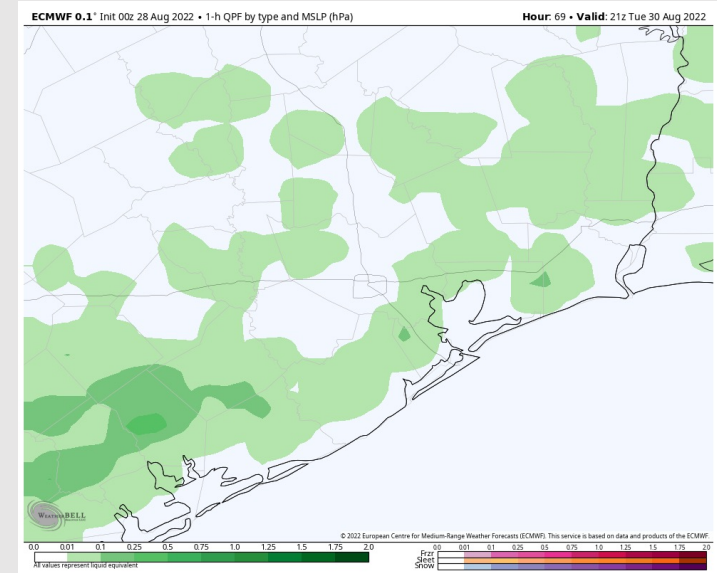 ECMWF 0.1° Init 00z 28 Aug 2022 • 1-h QPF by type and MSLP (hPa)
Hour: 69 • Valid: 21z Tue 30 Aug 2022
WEATHERBELL
© 2022 European Centre for Medium-Range Weather Forecasts (ECMWF). This service is based on data and products of the ECMWF.
0.0 0.01 0.1 0.25 0.5 0.75 1.0 1.25 1.5 1.75 2.0
All values represent liquid equivalent
0.0 0.01 0.1 0.25 0.5 0.75 1.0 1.25 1.5 1.75 2.0
Frzr
Sleet
Snow